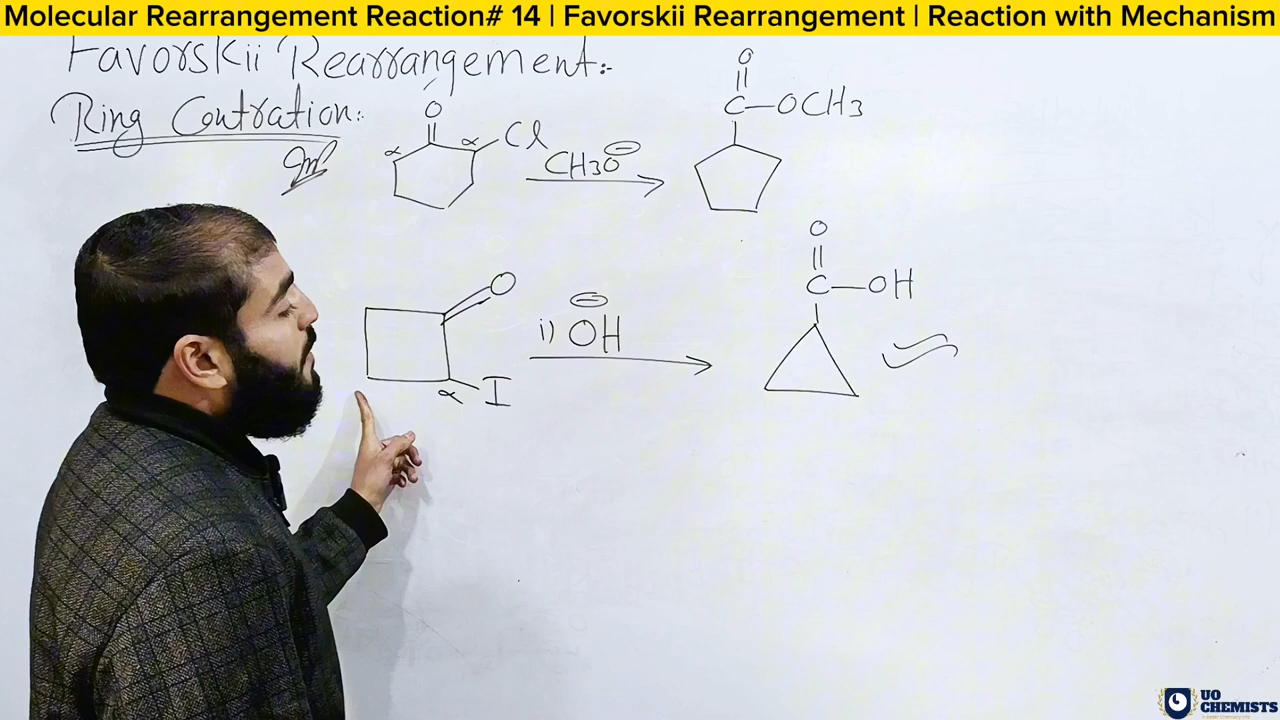 Molecular Rearrangement Reaction# 14 | Favorskii Rearrangement | Reaction with Mechanism
Favorskii Rearrangement:-
Ring Contration:
O
α
α
Cl
CH3O⊖
O
C—OCH3
O
α
I
i) OH⊖
O
C—OH
UO
CHEMISTS